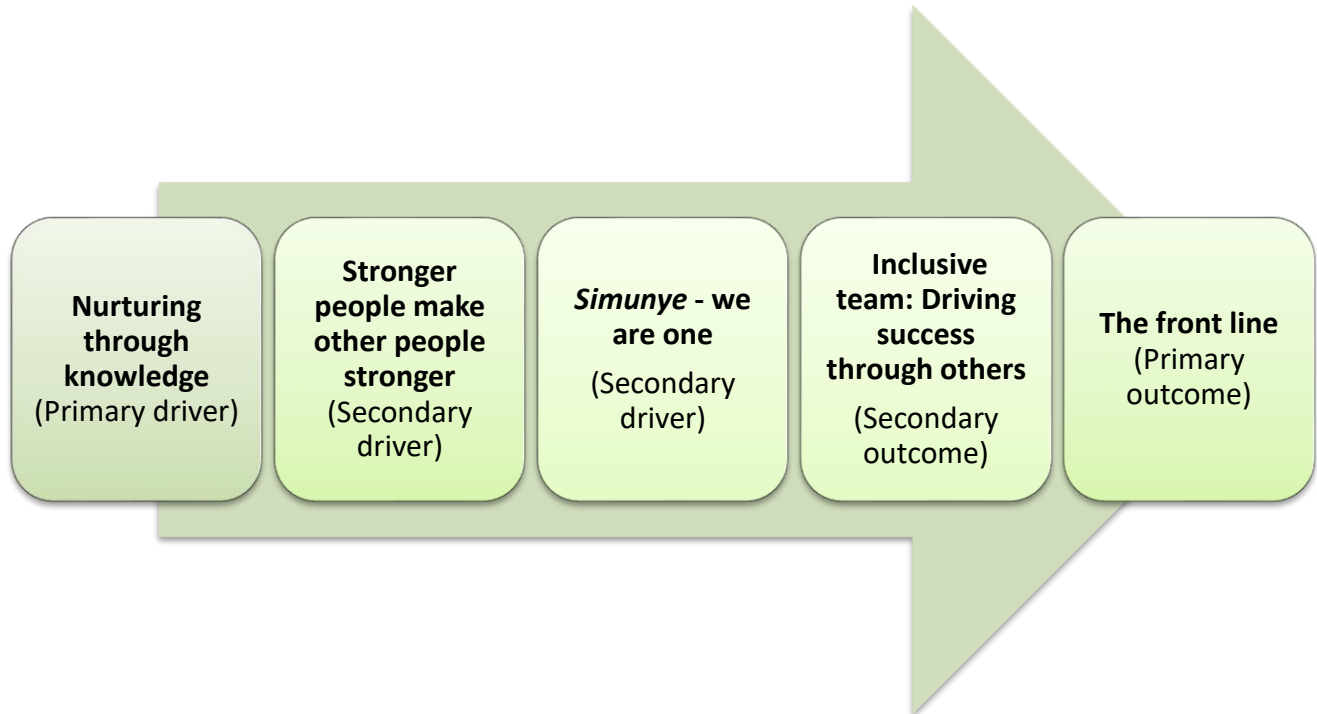 Nurturing
through
knowledge
(Primary driver)
Stronger
people make
other people
stronger
(Secondary
driver)
Simunye - we
are one
(Secondary
driver)
Inclusive
team: Driving
success
through others
(Secondary
outcome)
The front line
(Primary
outcome)